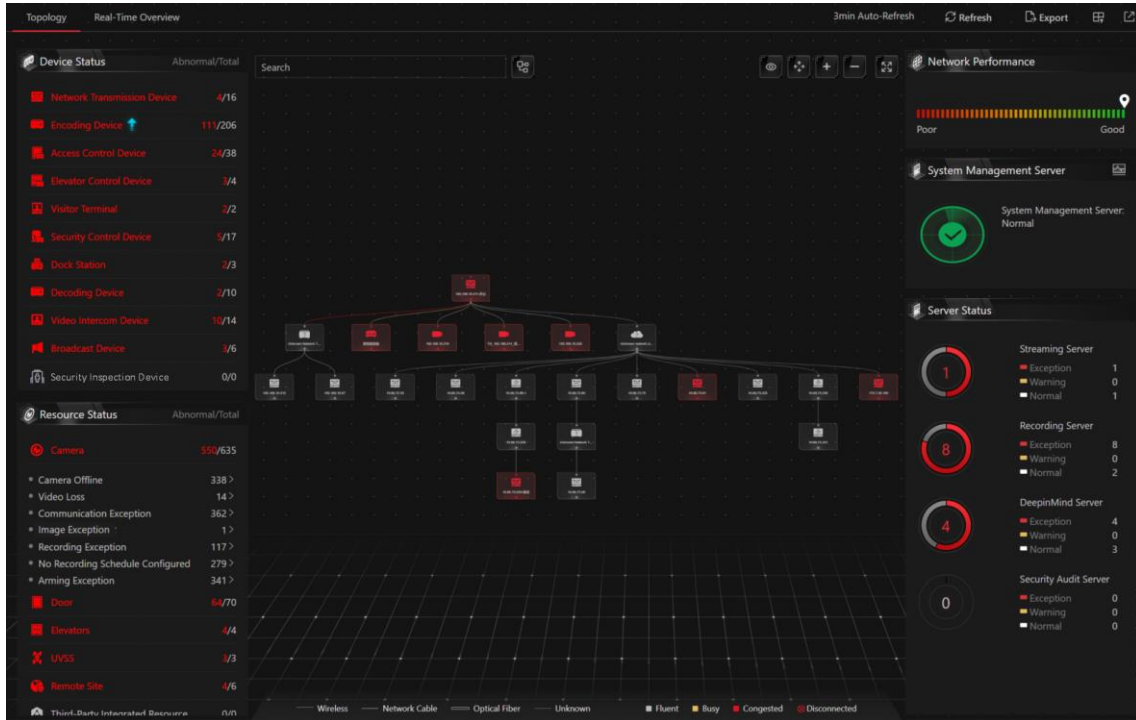 Topology Real-Time Overview 3min Auto-Refresh Refresh Export
Device Status Abnormal/Total
Network Transmission Device 4/16
Encoding Device 111/206
Access Control Device 24/38
Elevator Control Device 3/4
Visitor Terminal 2/2
Security Control Device 5/17
Dock Station 2/3
Decoding Device 2/10
Video Intercom Device 10/14
Broadcast Device 3/6
Security Inspection Device 0/0
Resource Status Abnormal/Total
Camera 550/635
Camera Offline 338 >
Video Loss 14 >
Communication Exception 362 >
Image Exception 1 >
Recording Exception 117 >
No Recording Schedule Configured 279 >
Arming Exception 341 >
Door 64/70
Elevators 4/4
UVSS 3/3
Remote Site 4/6
Third-Party Integrated Resource 0/0
Search
Wireless Network Cable Optical Fiber Unknown Fluent Busy Congested Disconnected
Network Performance
Poor Good
System Management Server
System Management Server:
Normal
Server Status
1
Streaming Server
Exception 1
Warning 0
Normal 1
8
Recording Server
Exception 8
Warning 0
Normal 2
4
DeepinMind Server
Exception 4
Warning 0
Normal 3
0
Security Audit Server
Exception 0
Warning 0
Normal 0